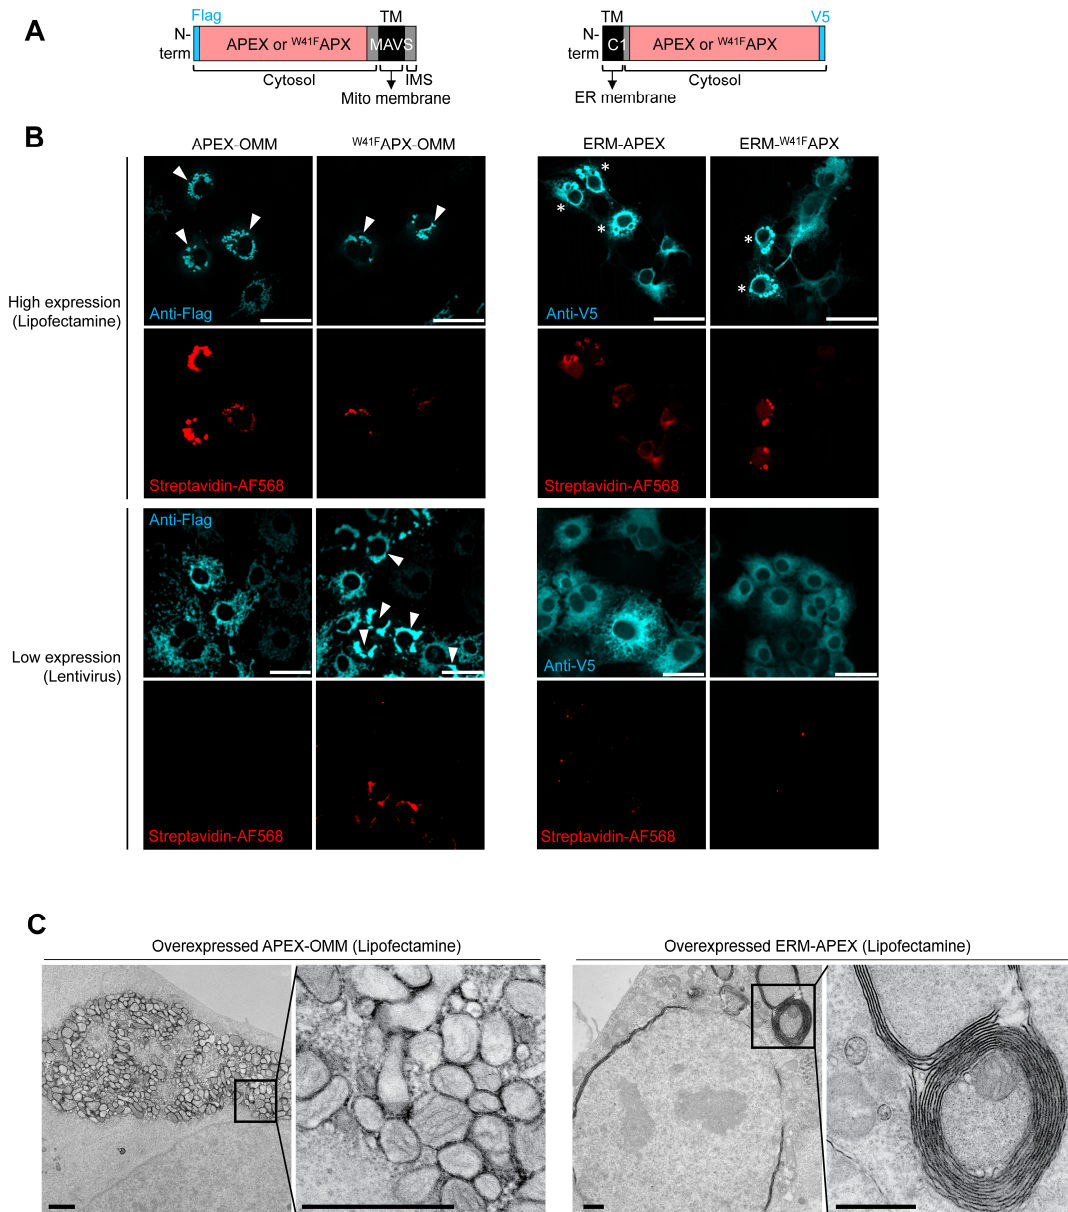 A
Flag
TM
N-
term
APEX or W41FAPX
MAVS
Cytosol
IMS
Mito membrane
TM
V5
N-
term
C1
APEX or W41FAPX
Cytosol
ER membrane
B
APEX-OMM
W41FAPX-OMM
ERM-APEX
ERM-W41FAPX
High expression
(Lipofectamine)
Anti-Flag
Anti-V5
* * *
* *
Streptavidin-AF568
Streptavidin-AF568
Low expression
(Lentivirus)
Anti-Flag
Anti-V5
Streptavidin-AF568
Streptavidin-AF568
C
Overexpressed APEX-OMM (Lipofectamine)
Overexpressed ERM-APEX (Lipofectamine)